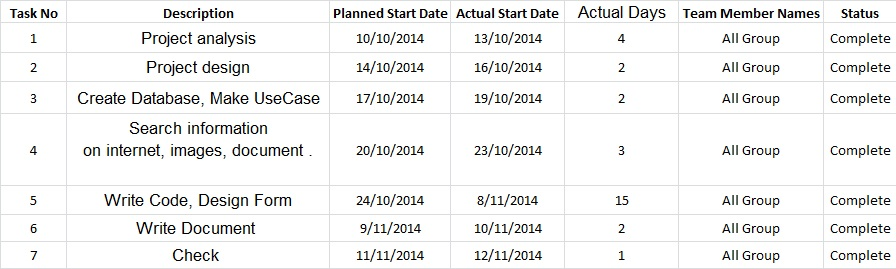 Task No Description Planned Start Date Actual Start Date Actual Days Team Member Names Status
1 Project analysis 10/10/2014 13/10/2014 4 All Group Complete
2 Project design 14/10/2014 16/10/2014 2 All Group Complete
3 Create Database, Make UseCase 17/10/2014 19/10/2014 2 All Group Complete
Search information
4 on internet, images, document . 20/10/2014 23/10/2014 3 All Group Complete
5 Write Code, Design Form 24/10/2014 8/11/2014 15 All Group Complete
6 Write Document 9/11/2014 10/11/2014 2 All Group Complete
7 Check 11/11/2014 12/11/2014 1 All Group Complete